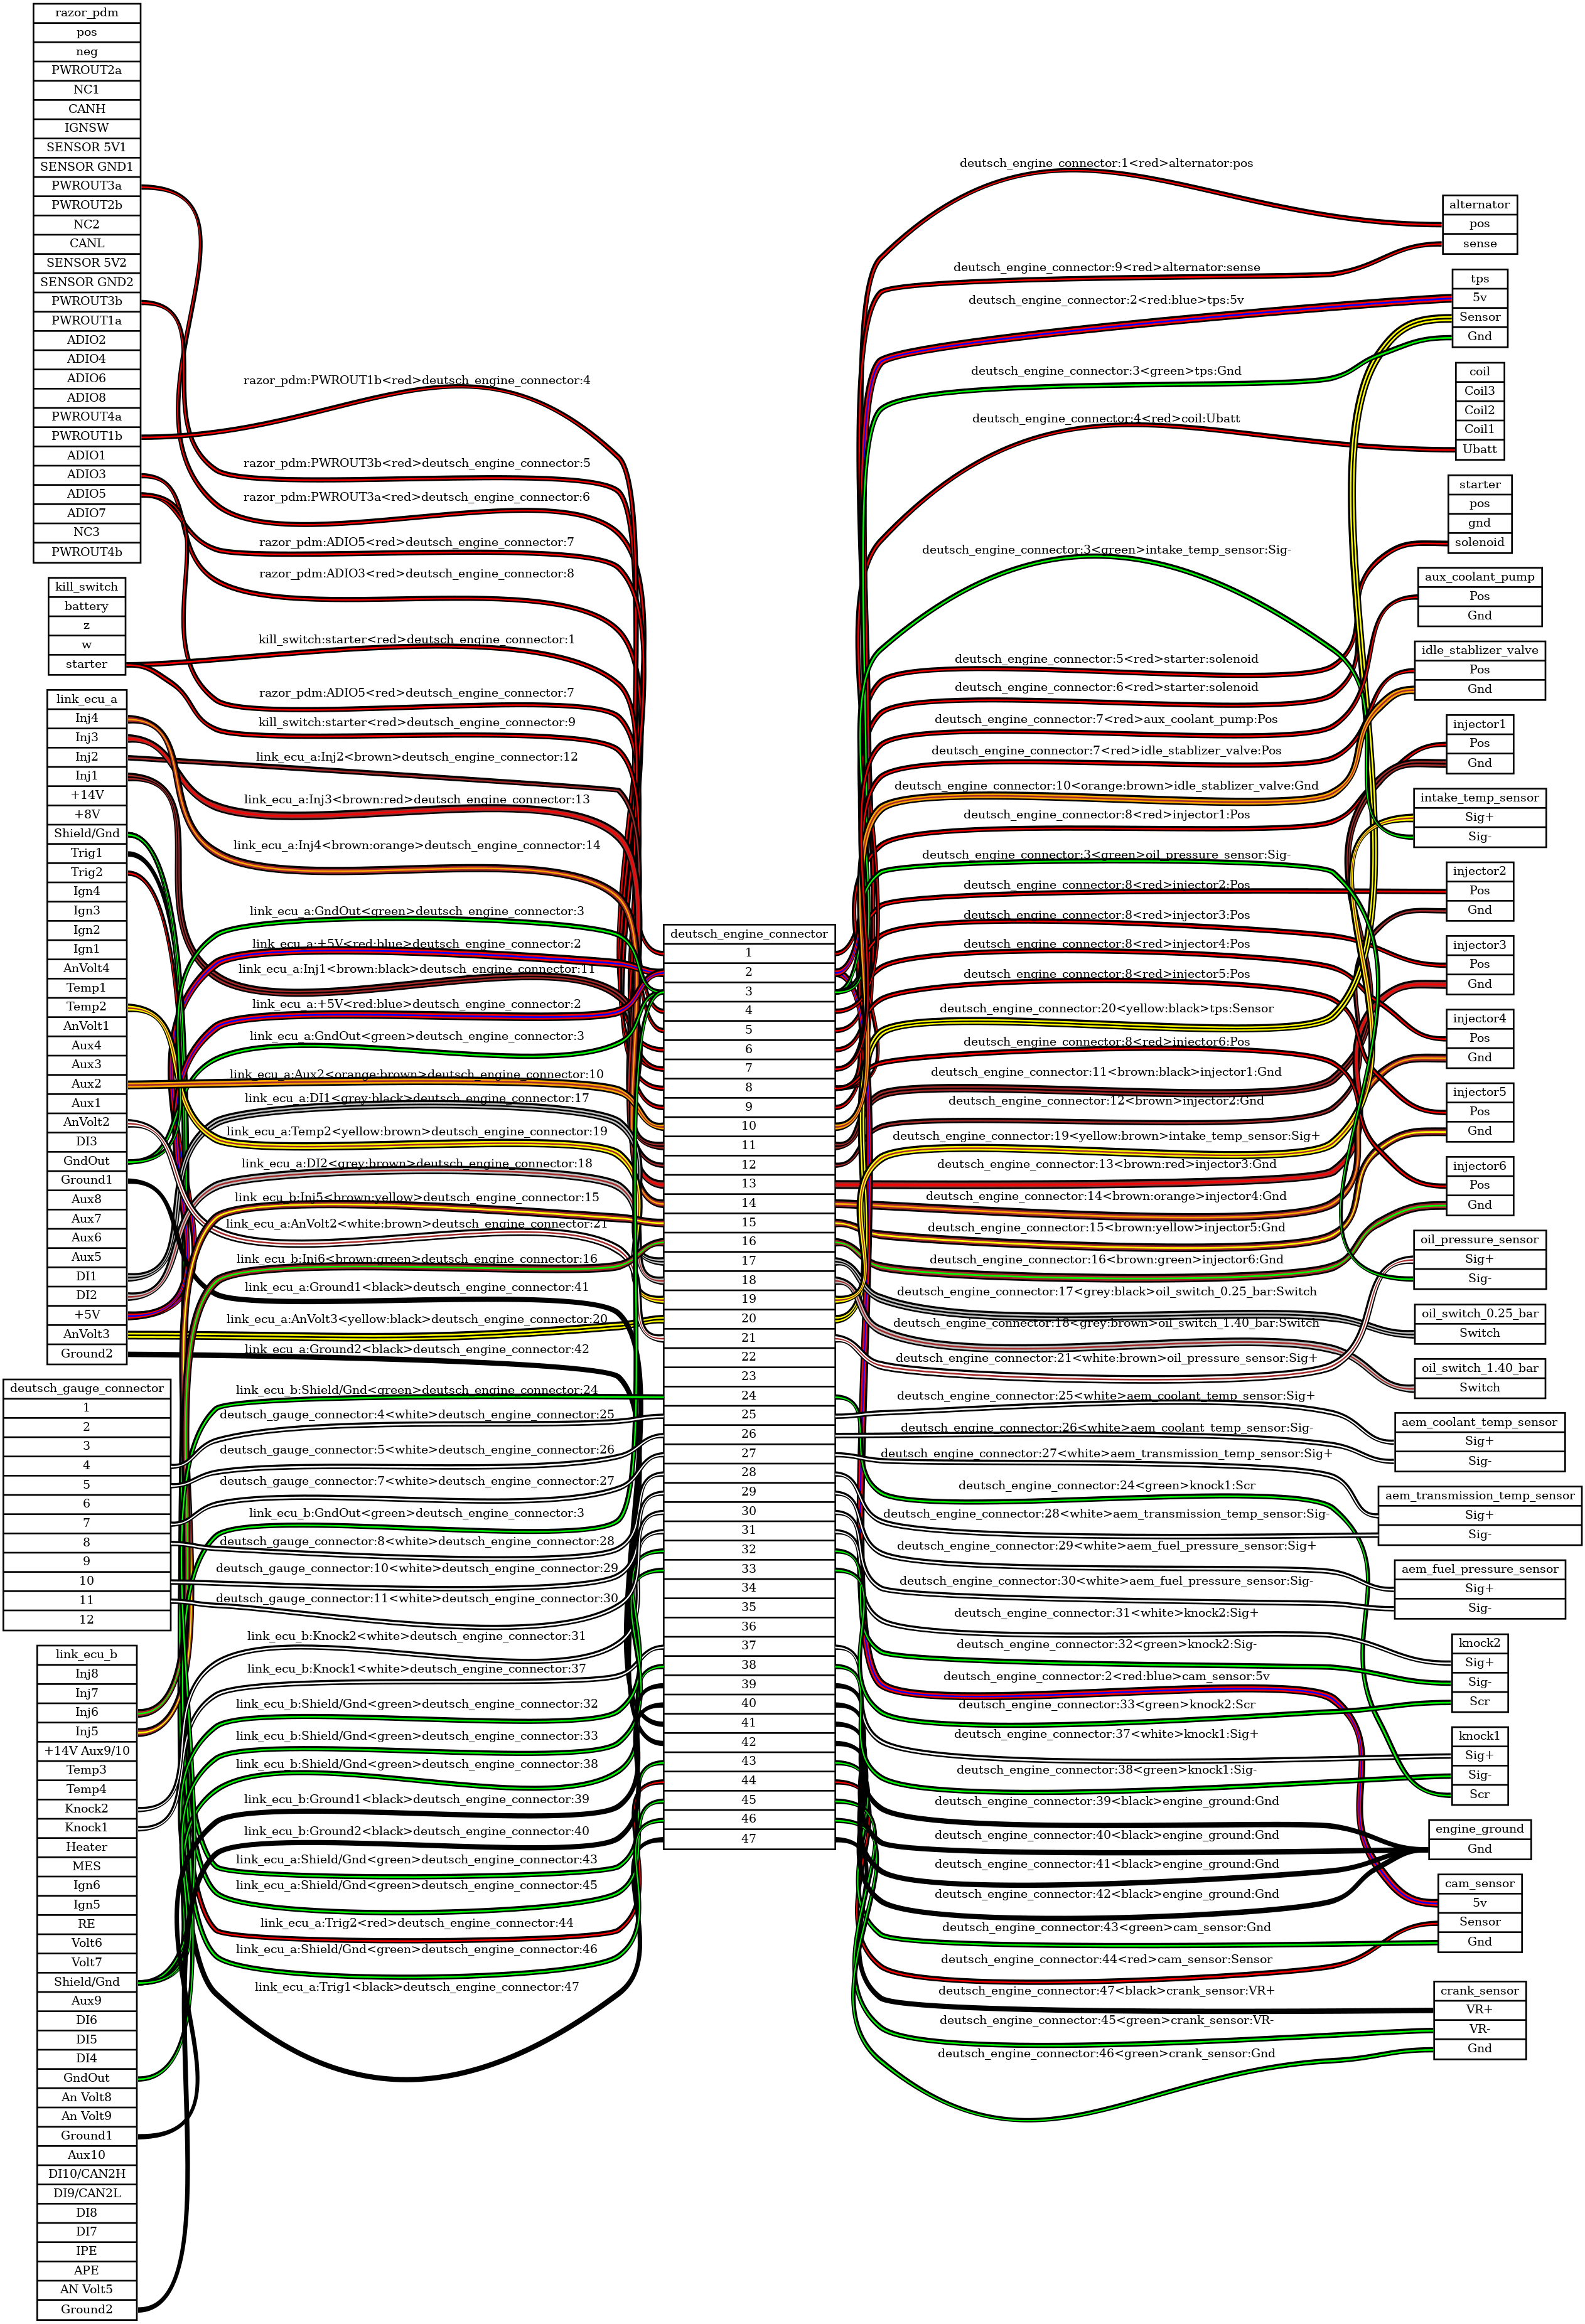 razor_pdm
pos
neg
PWROUT2a
NC1
CANH
IGNSW
SENSOR 5V1
SENSOR GND1
PWROUT3a
PWROUT2b
NC2
CANL
SENSOR 5V2
SENSOR GND2
PWROUT3b
PWROUT1a
ADIO2
ADIO4
ADIO6
ADIO8
PWROUT4a
PWROUT1b
ADIO1
ADIO3
ADIO5
ADIO7
NC3
PWROUT4b
kill_switch
battery
z
w
starter
link_ecu_a
Inj4
Inj3
Inj2
Inj1
+14V
+8V
Shield/Gnd
Trig1
Trig2
Ign4
Ign3
Ign2
Ign1
AnVolt4
Temp1
Temp2
AnVolt1
Aux4
Aux3
Aux2
Aux1
AnVolt2
DI3
GndOut
Ground1
Aux8
Aux7
Aux6
Aux5
DI1
DI2
+5V
AnVolt3
Ground2
deutsch_gauge_connector
1
2
3
4
5
6
7
8
9
10
11
12
link_ecu_b
Inj8
Inj7
Inj6
Inj5
+14V Aux9/10
Temp3
Temp4
Knock2
Knock1
Heater
MES
Ign6
Ign5
RE
Volt6
Volt7
Shield/Gnd
Aux9
DI6
DI5
DI4
GndOut
An Volt8
An Volt9
Ground1
Aux10
DI10/CAN2H
DI9/CAN2L
DI8
DI7
IPE
APE
AN Volt5
Ground2
razor_pdm:PWROUT1b<red>deutsch_engine_connector:4
razor_pdm:PWROUT3b<red>deutsch_engine_connector:5
razor_pdm:PWROUT3a<red>deutsch_engine_connector:6
razor_pdm:ADIO5<red>deutsch_engine_connector:7
razor_pdm:ADIO3<red>deutsch_engine_connector:8
kill_switch:starter<red>deutsch_engine_connector:1
razor_pdm:ADIO5<red>deutsch_engine_connector:7
kill_switch:starter<red>deutsch_engine_connector:9
link_ecu_a:Inj2<brown>deutsch_engine_connector:12
link_ecu_a:Inj3<brown:red>deutsch_engine_connector:13
link_ecu_a:Inj4<brown:orange>deutsch_engine_connector:14
link_ecu_a:GndOut<green>deutsch_engine_connector:3
link_ecu_a:+5V<red:blue>deutsch_engine_connector:2
link_ecu_a:Inj1<brown:black>deutsch_engine_connector:11
link_ecu_a:+5V<red:blue>deutsch_engine_connector:2
link_ecu_a:GndOut<green>deutsch_engine_connector:3
link_ecu_a:Aux2<orange:brown>deutsch_engine_connector:10
link_ecu_a:DI1<grey:black>deutsch_engine_connector:17
link_ecu_a:Temp2<yellow:brown>deutsch_engine_connector:19
link_ecu_a:DI2<grey:brown>deutsch_engine_connector:18
link_ecu_b:Inj5<brown:yellow>deutsch_engine_connector:15
link_ecu_a:AnVolt2<white:brown>deutsch_engine_connector:21
link_ecu_b:Inj6<brown:green>deutsch_engine_connector:16
link_ecu_a:Ground1<black>deutsch_engine_connector:41
link_ecu_a:AnVolt3<yellow:black>deutsch_engine_connector:20
link_ecu_a:Ground2<black>deutsch_engine_connector:42
link_ecu_b:Shield/Gnd<green>deutsch_engine_connector:24
deutsch_gauge_connector:4<white>deutsch_engine_connector:25
deutsch_gauge_connector:5<white>deutsch_engine_connector:26
deutsch_gauge_connector:7<white>deutsch_engine_connector:27
link_ecu_b:GndOut<green>deutsch_engine_connector:3
deutsch_gauge_connector:8<white>deutsch_engine_connector:28
deutsch_gauge_connector:10<white>deutsch_engine_connector:29
deutsch_gauge_connector:11<white>deutsch_engine_connector:30
link_ecu_b:Knock2<white>deutsch_engine_connector:31
link_ecu_b:Knock1<white>deutsch_engine_connector:37
link_ecu_b:Shield/Gnd<green>deutsch_engine_connector:32
link_ecu_b:Shield/Gnd<green>deutsch_engine_connector:33
link_ecu_b:Shield/Gnd<green>deutsch_engine_connector:38
link_ecu_b:Ground1<black>deutsch_engine_connector:39
link_ecu_b:Ground2<black>deutsch_engine_connector:40
link_ecu_a:Shield/Gnd<green>deutsch_engine_connector:43
link_ecu_a:Shield/Gnd<green>deutsch_engine_connector:45
link_ecu_a:Trig2<red>deutsch_engine_connector:44
link_ecu_a:Shield/Gnd<green>deutsch_engine_connector:46
link_ecu_a:Trig1<black>deutsch_engine_connector:47
deutsch_engine_connector
1
2
3
4
5
6
7
8
9
10
11
12
13
14
15
16
17
18
19
20
21
22
23
24
25
26
27
28
29
30
31
32
33
34
35
36
37
38
39
40
41
42
43
44
45
46
47
deutsch_engine_connector:1<red>alternator:pos
deutsch_engine_connector:9<red>alternator:sense
deutsch_engine_connector:2<red:blue>tps:5v
deutsch_engine_connector:3<green>tps:Gnd
deutsch_engine_connector:4<red>coil:Ubatt
deutsch_engine_connector:3<green>intake_temp_sensor:Sig-
deutsch_engine_connector:5<red>starter:solenoid
deutsch_engine_connector:6<red>starter:solenoid
deutsch_engine_connector:7<red>aux_coolant_pump:Pos
deutsch_engine_connector:7<red>idle_stablizer_valve:Pos
deutsch_engine_connector:10<orange:brown>idle_stablizer_valve:Gnd
deutsch_engine_connector:8<red>injector1:Pos
deutsch_engine_connector:3<green>oil_pressure_sensor:Sig-
deutsch_engine_connector:8<red>injector2:Pos
deutsch_engine_connector:8<red>injector3:Pos
deutsch_engine_connector:8<red>injector4:Pos
deutsch_engine_connector:8<red>injector5:Pos
deutsch_engine_connector:20<yellow:black>tps:Sensor
deutsch_engine_connector:8<red>injector6:Pos
deutsch_engine_connector:11<brown:black>injector1:Gnd
deutsch_engine_connector:12<brown>injector2:Gnd
deutsch_engine_connector:19<yellow:brown>intake_temp_sensor:Sig+
deutsch_engine_connector:13<brown:red>injector3:Gnd
deutsch_engine_connector:14<brown:orange>injector4:Gnd
deutsch_engine_connector:15<brown:yellow>injector5:Gnd
deutsch_engine_connector:16<brown:green>injector6:Gnd
deutsch_engine_connector:17<grey:black>oil_switch_0.25_bar:Switch
deutsch_engine_connector:18<grey:brown>oil_switch_1.40_bar:Switch
deutsch_engine_connector:21<white:brown>oil_pressure_sensor:Sig+
deutsch_engine_connector:25<white>aem_coolant_temp_sensor:Sig+
deutsch_engine_connector:26<white>aem_coolant_temp_sensor:Sig-
deutsch_engine_connector:27<white>aem_transmission_temp_sensor:Sig+
deutsch_engine_connector:24<green>knock1:Scr
deutsch_engine_connector:28<white>aem_transmission_temp_sensor:Sig-
deutsch_engine_connector:29<white>aem_fuel_pressure_sensor:Sig+
deutsch_engine_connector:30<white>aem_fuel_pressure_sensor:Sig-
deutsch_engine_connector:31<white>knock2:Sig+
deutsch_engine_connector:32<green>knock2:Sig-
deutsch_engine_connector:2<red:blue>cam_sensor:5v
deutsch_engine_connector:33<green>knock2:Scr
deutsch_engine_connector:37<white>knock1:Sig+
deutsch_engine_connector:38<green>knock1:Sig-
deutsch_engine_connector:39<black>engine_ground:Gnd
deutsch_engine_connector:40<black>engine_ground:Gnd
deutsch_engine_connector:41<black>engine_ground:Gnd
deutsch_engine_connector:42<black>engine_ground:Gnd
deutsch_engine_connector:43<green>cam_sensor:Gnd
deutsch_engine_connector:44<red>cam_sensor:Sensor
deutsch_engine_connector:47<black>crank_sensor:VR+
deutsch_engine_connector:45<green>crank_sensor:VR-
deutsch_engine_connector:46<green>crank_sensor:Gnd
alternator
pos
sense
tps
5v
Sensor
Gnd
coil
Coil3
Coil2
Coil1
Ubatt
starter
pos
gnd
solenoid
aux_coolant_pump
Pos
Gnd
idle_stablizer_valve
Pos
Gnd
injector1
Pos
Gnd
intake_temp_sensor
Sig+
Sig-
injector2
Pos
Gnd
injector3
Pos
Gnd
injector4
Pos
Gnd
injector5
Pos
Gnd
injector6
Pos
Gnd
oil_pressure_sensor
Sig+
Sig-
oil_switch_0.25_bar
Switch
oil_switch_1.40_bar
Switch
aem_coolant_temp_sensor
Sig+
Sig-
aem_transmission_temp_sensor
Sig+
Sig-
aem_fuel_pressure_sensor
Sig+
Sig-
knock2
Sig+
Sig-
Scr
knock1
Sig+
Sig-
Scr
engine_ground
Gnd
cam_sensor
5v
Sensor
Gnd
crank_sensor
VR+
VR-
Gnd